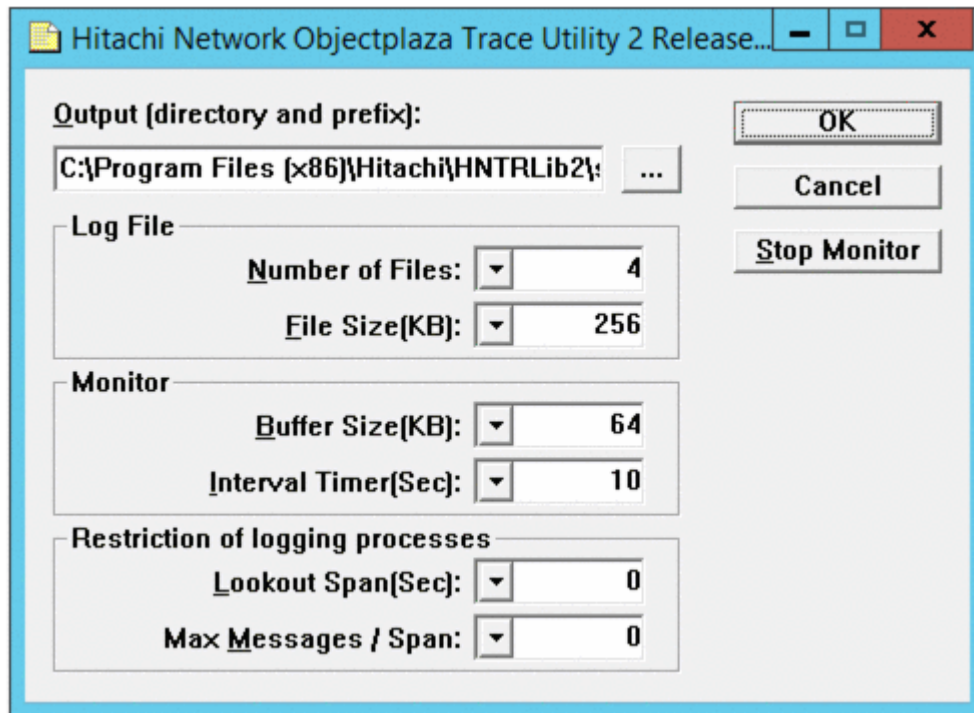 Hitachi Network Objectplaza Trace Utility 2 Release...
Output (directory and prefix):
C:\Program Files (x86)\Hitachi\HNTRLib2\s
...
OK
Cancel
Stop Monitor
Log File
Number of Files: 4
File Size(KB): 256
Monitor
Buffer Size(KB): 64
Interval Timer(Sec): 10
Restriction of logging processes
Lookout Span(Sec): 0
Max Messages / Span: 0